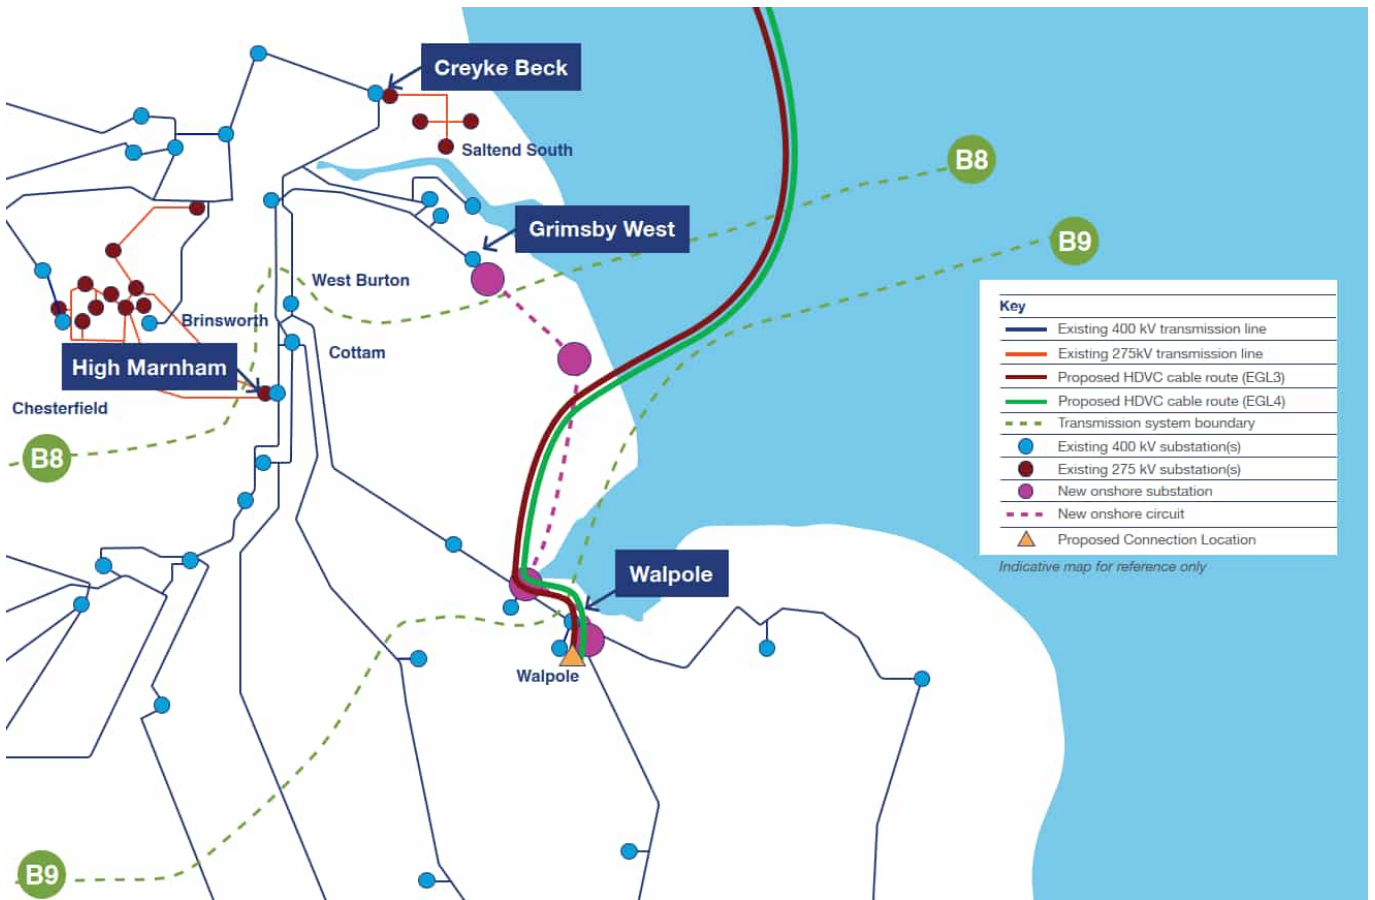 Creyke Beck
Saltend South
B8
Grimsby West
B9
West Burton
Brinsworth
Cottam
High Marnham
Chesterfield
B8
Key
Existing 400 kV transmission line
Existing 275kV transmission line
Proposed HDVC cable route (EGL3)
Proposed HDVC cable route (EGL4)
Transmission system boundary
Existing 400 kV substation(s)
Existing 275 kV substation(s)
New onshore substation
New onshore circuit
Proposed Connection Location
Indicative map for reference only
Walpole
Walpole
B9